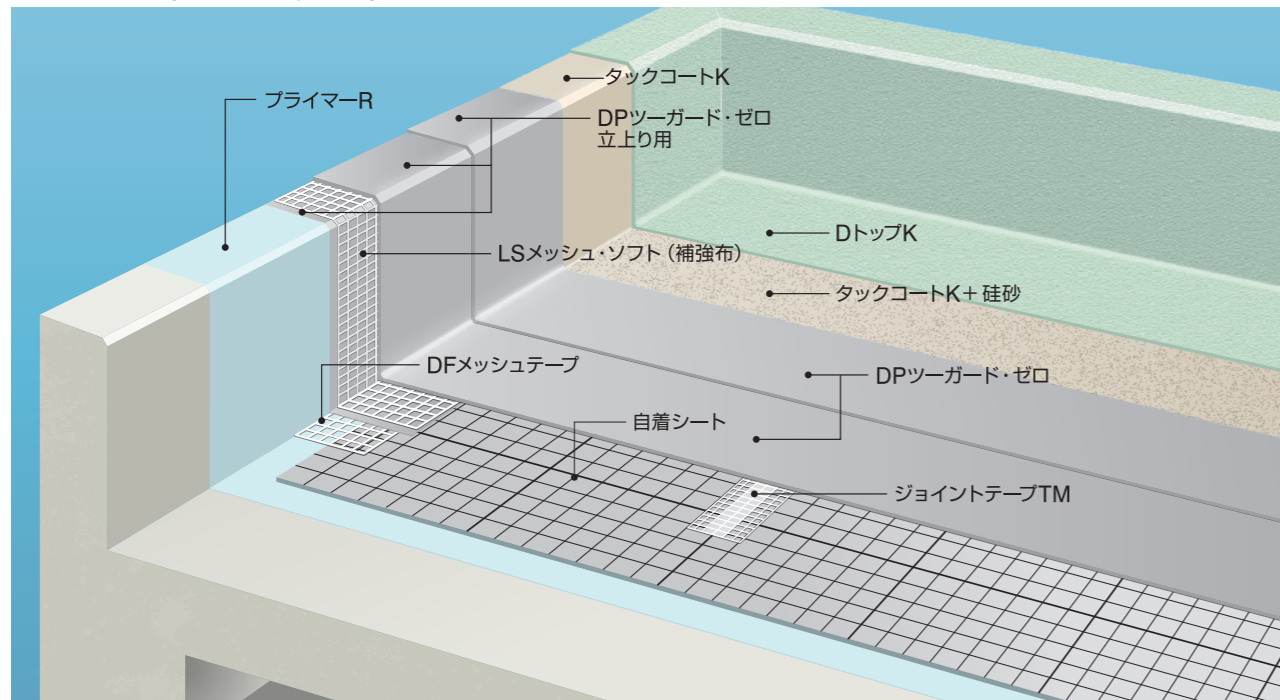 タックコートK
プライマーR
DPツーガード・ゼロ
立上り用
DトップK
LSメッシュ・ソフト（補強布）
タックコートK＋硅砂
DFメッシュテープ
DPツーガード・ゼロ
自着シート
ジョイントテープTM